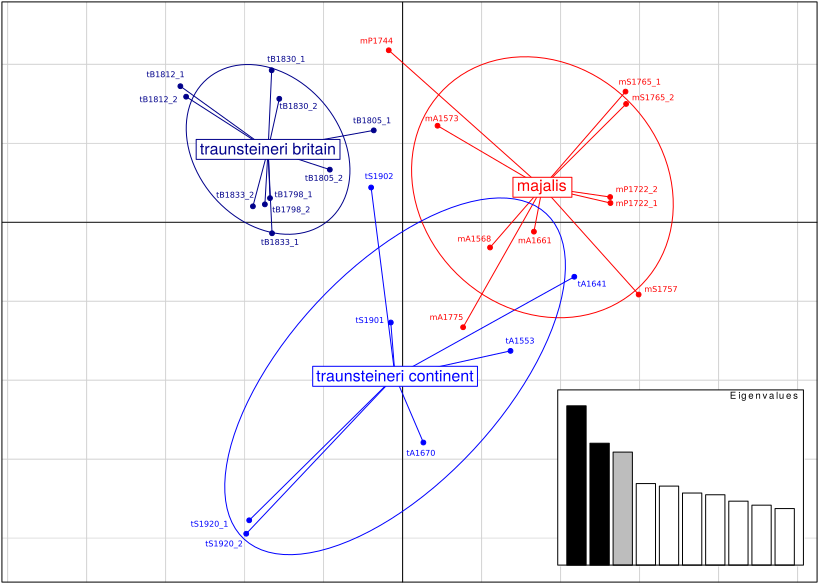 mP1744
tB1830_1
tB1812_1
mS1765_1
tB1812_2
mS1765_2
tB1830_2
tB1805_1
mA1573
traunsteineri britain
tS1902
tB1805_2
majalis
mP1722_2
tB1833_2
tB1798_1
mP1722_1
tB1798_2
tB1833_1
mA1568
mA1661
tA1641
mS1757
mA1775
tS1901
tA1553
traunsteineri continent
Eigenvalues
tA1670
tS1920_1
tS1920_2